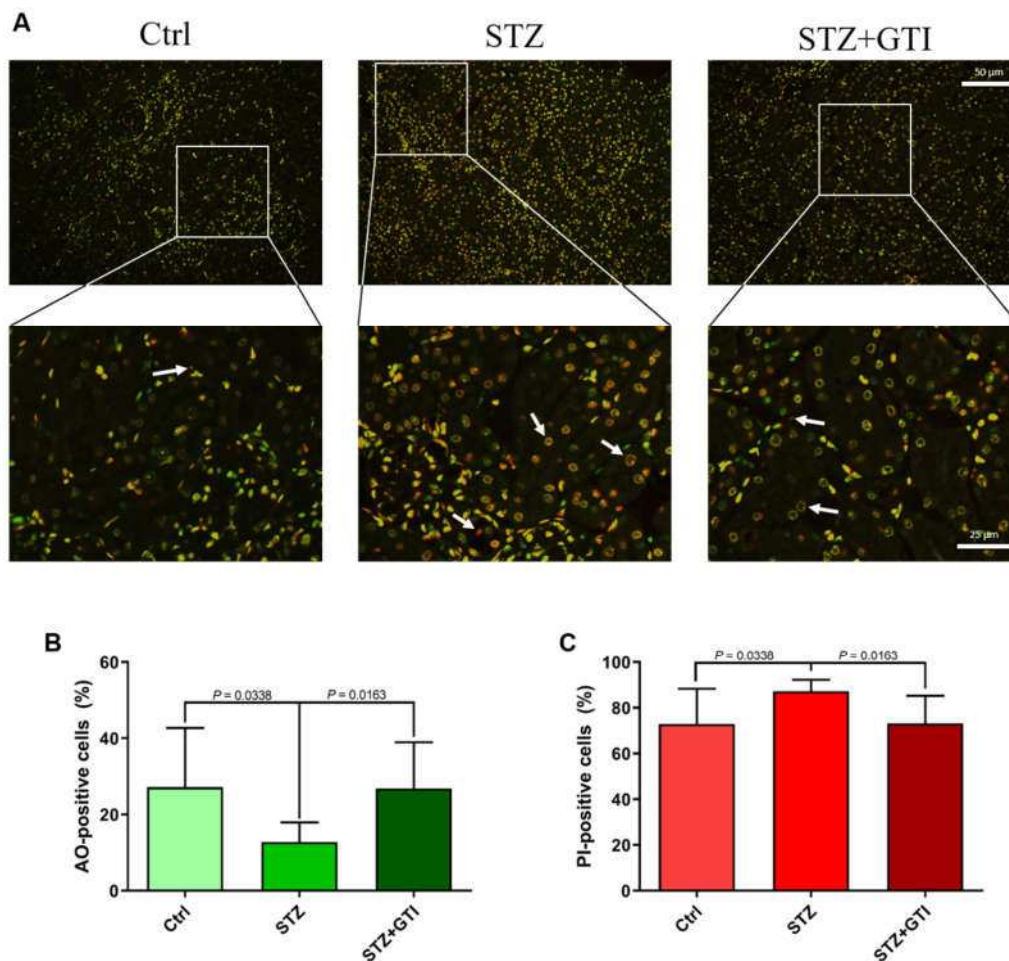 A
Ctrl
STZ
STZ+GTI
50 µm
25 µm
B
AO-positive cells (%)
60
40
20
0
P = 0.0338
P = 0.0163
Ctrl
STZ
STZ+GTI
C
PI-positive cells (%)
100
80
60
40
20
0
P = 0.0338
P = 0.0163
Ctrl
STZ
STZ+GTI